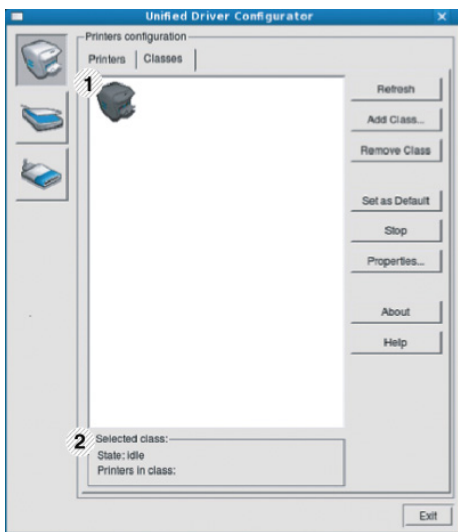 Unified Driver Configurator
Printers configuration
Printers
Classes
1
Refresh
Add Class...
Remove Class
Set as Default
Stop
Properties...
About
Help
2
Selected class:
State: idle
Printers in class:
Exit